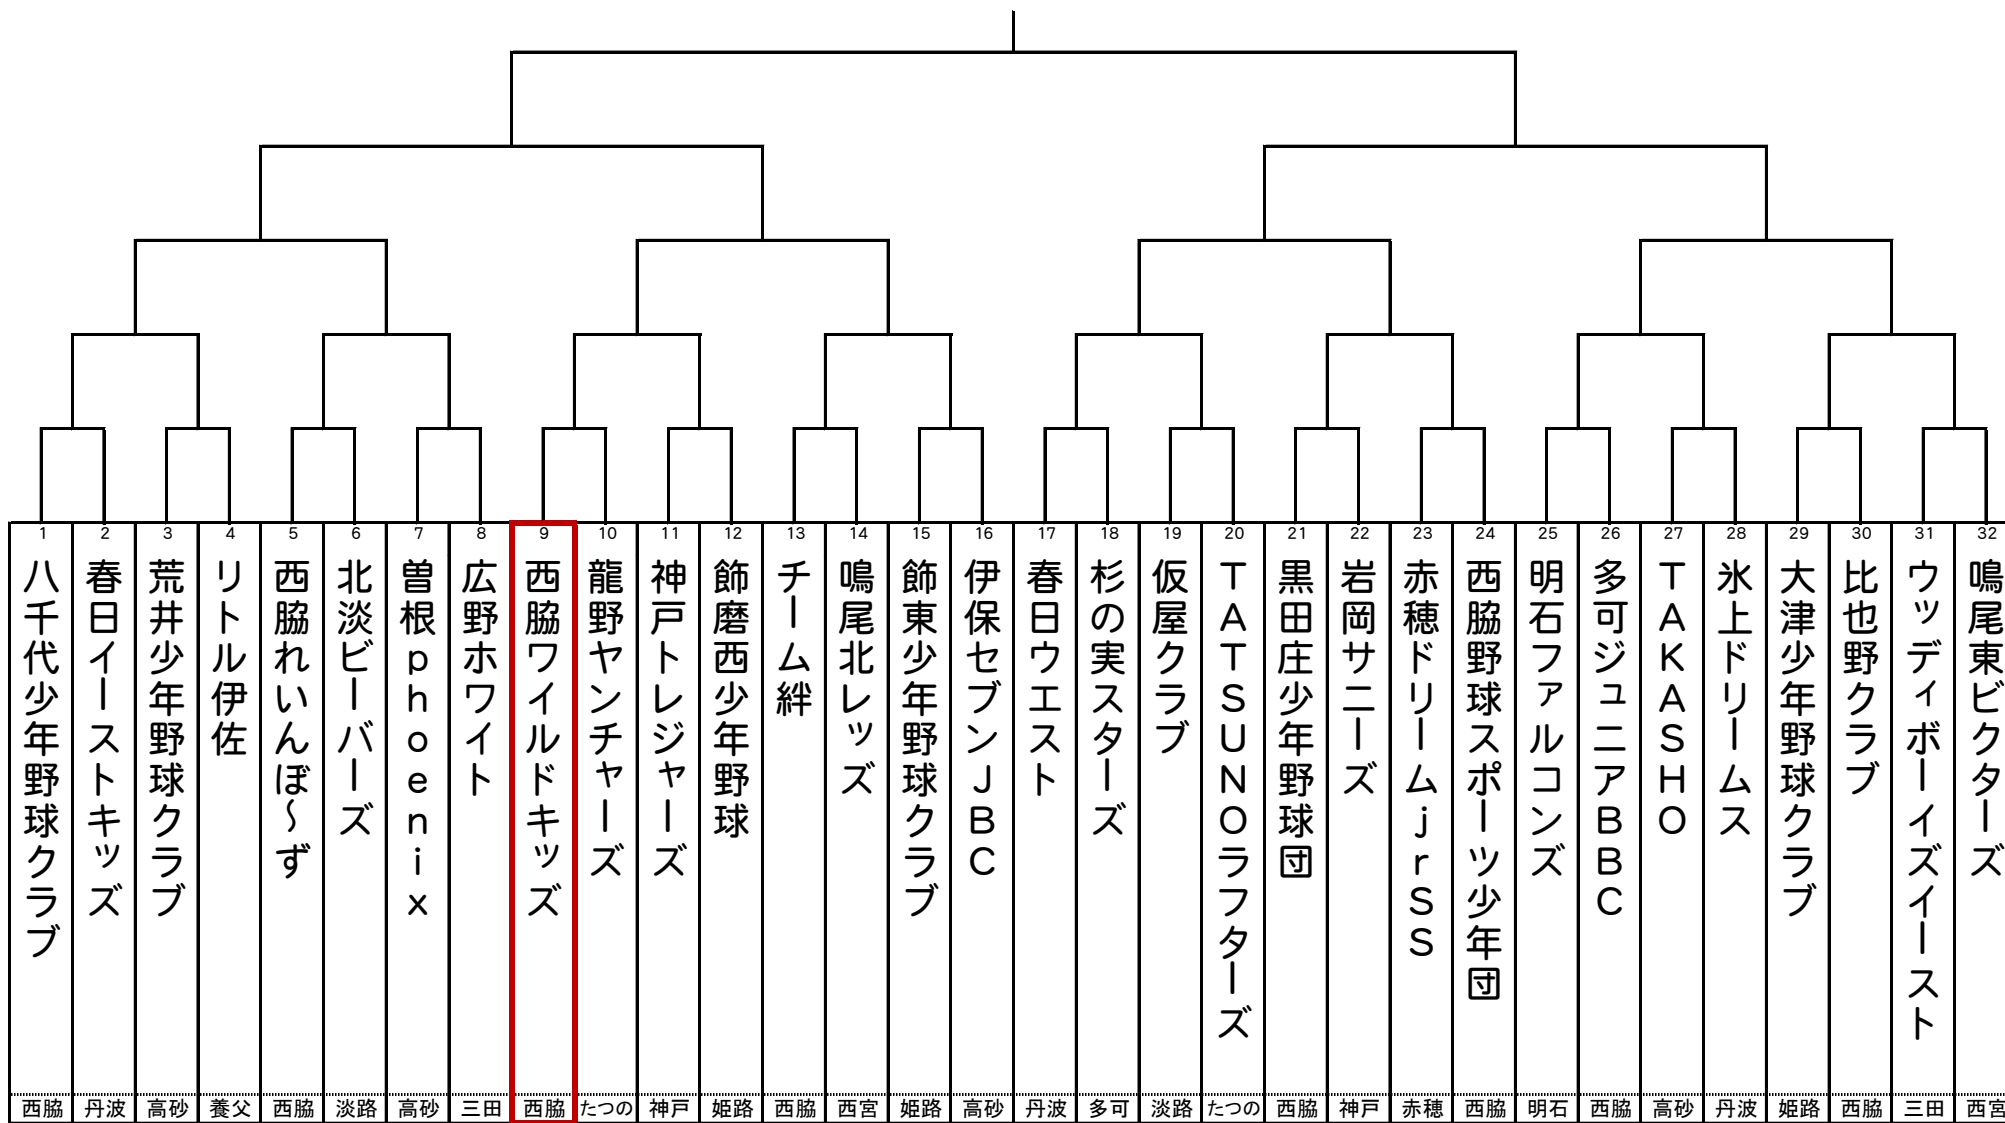 1 2 3 4 5 6 7 8 9 10 11 12 13 14 15 16 17 18 19 20 21 22 23 24 25 26 27 28 29 30 31 32
八千代少年野球クラブ
春日イーストキッズ
荒井少年野球クラブ
リトル伊佐
西脇れいんぼ〜ず
北淡ビーバーズ
曽根phoenix
広野ホワイト
西脇ワイルドキッズ
龍野ヤンチャーズ
神戸トレジャーズ
飾磨西少年野球
チーム絆
鳴尾北レッズ
飾東少年野球クラブ
伊保セブンJBC
春日ウエスト
杉の実スターズ
仮屋クラブ
TATSUNOラフターズ
黒田庄少年野球団
岩岡サニーズ
赤穂ドリームjrSS
西脇野球スポーツ少年団
明石ファルコンズ
多可ジュニアBBC
TAKASHO
氷上ドリームス
大津少年野球クラブ
比也野クラブ
ウッディボーイズイースト
鳴尾東ビクターズ
西脇 丹波 高砂 養父 西脇 淡路 高砂 三田 西脇 たつの 神戸 姫路 西脇 西宮 姫路 高砂 丹波 多可 淡路 たつの 西脇 神戸 赤穂 西脇 明石 西脇 高砂 丹波 姫路 西脇 三田 西宮